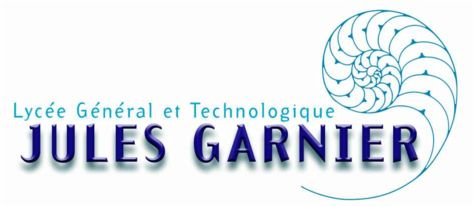 Lycée Général et Technologique
JULES GARNIER